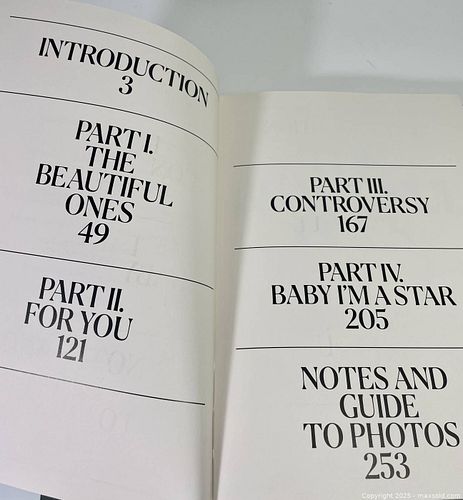 INTRODUCTION
3
PART I.
THE
BEAUTIFUL
ONES
49
PART II.
FOR YOU
121
PART III.
CONTROVERSY
167
PART IV.
BABY I'M A STAR
205
NOTES AND
GUIDE
TO PHOTOS
253
Copyright 2025 - maxsold.com